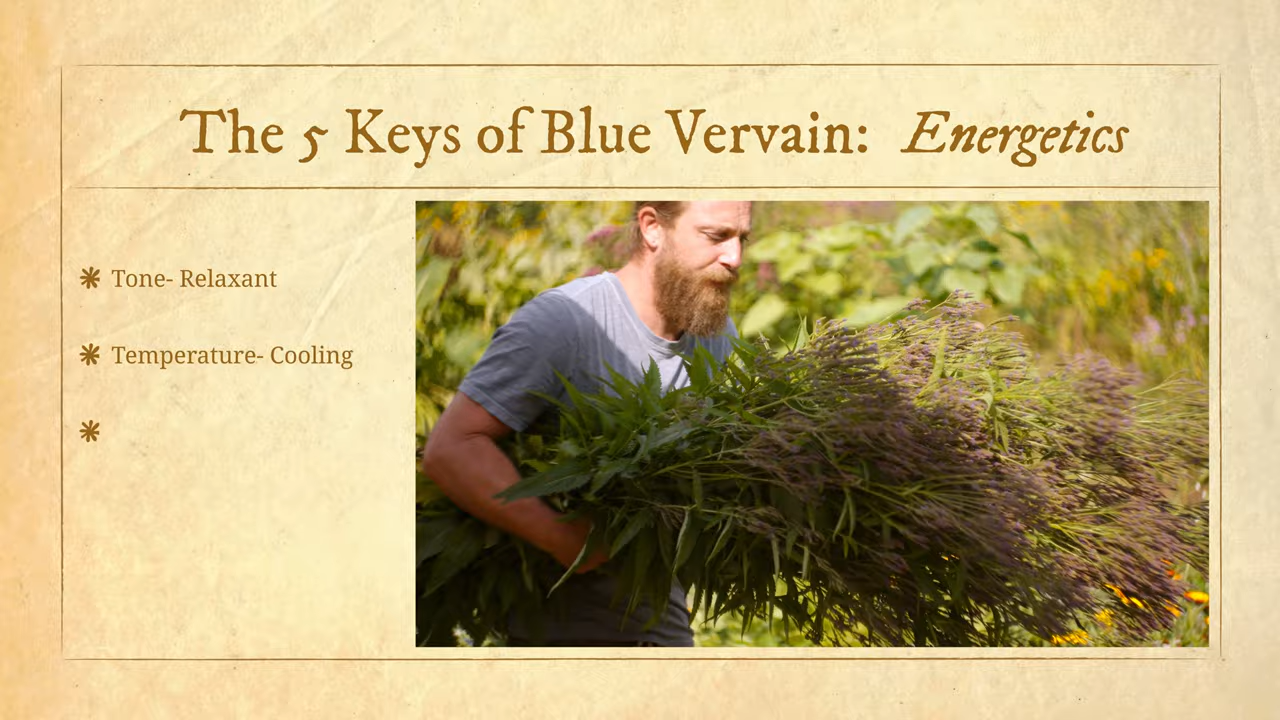 The 5 Keys of Blue Vervain: Energetics
Tone- Relaxant
Temperature- Cooling